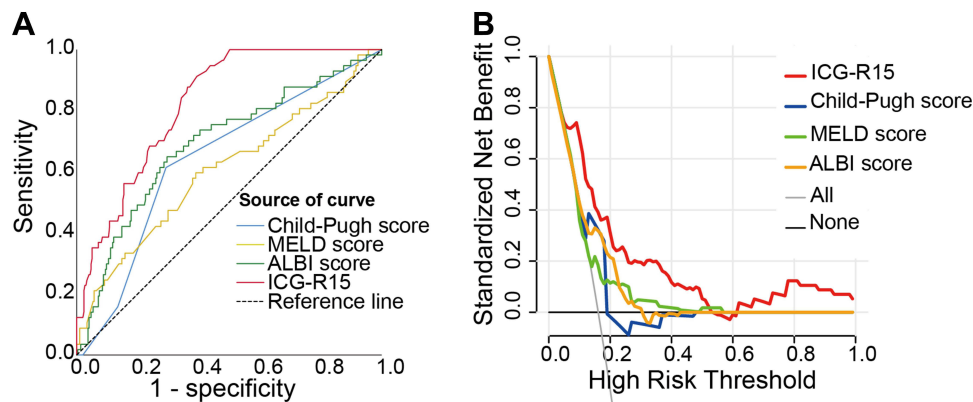 A
1.0
0.8
0.6
0.4
0.2
0.0
Sensitivity
0.0 0.2 0.4 0.6 0.8 1.0
1 - specificity
Source of curve
Child-Pugh score
MELD score
ALBI score
ICG-R15
Reference line
B
1.0
0.8
0.6
0.4
0.2
0.0
Standardized Net Benefit
0.0 0.2 0.4 0.6 0.8 1.0
High Risk Threshold
ICG-R15
Child-Pugh score
MELD score
ALBI score
All
None